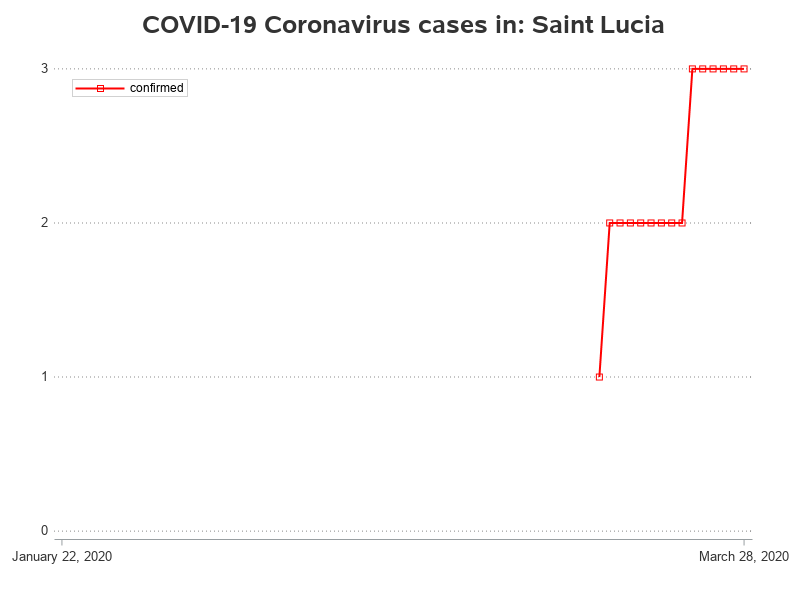 COVID-19 Coronavirus cases in: Saint Lucia
3
confirmed
2
1
0
January 22, 2020
March 28, 2020